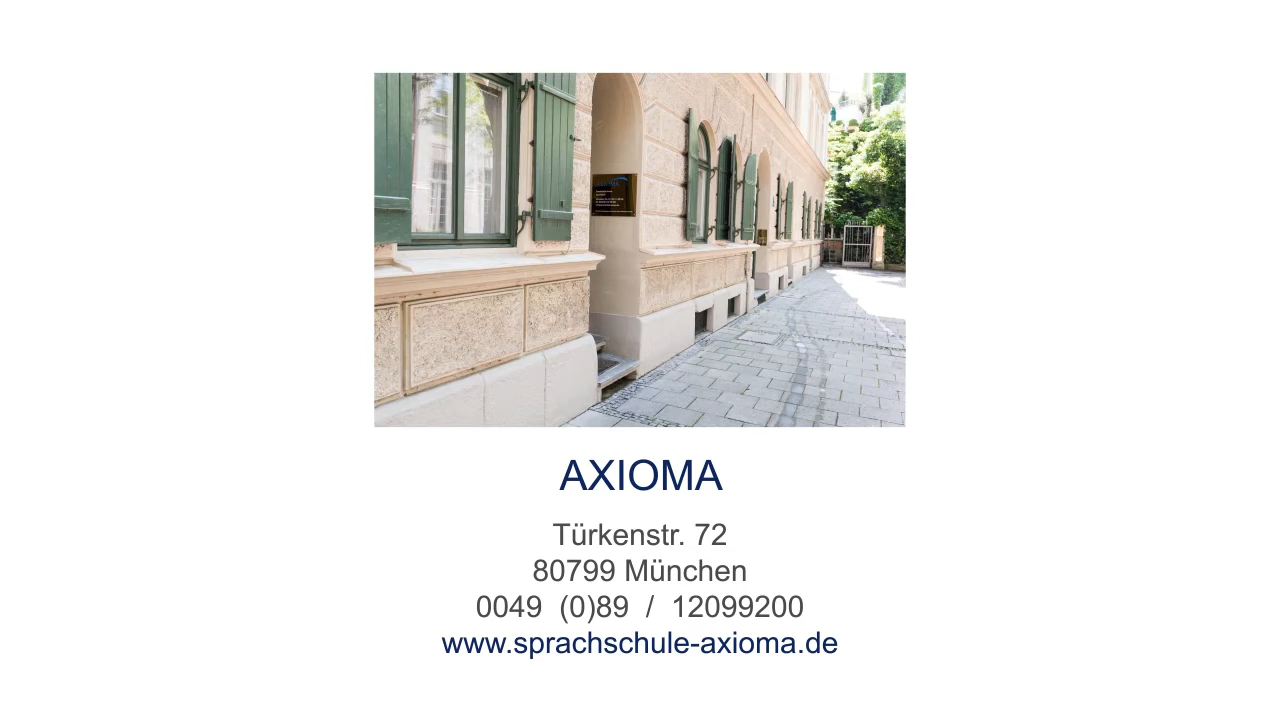 AXIOMA
Türkenstr. 72
80799 München
0049 (0)89 / 12099200
www.sprachschule-axioma.de